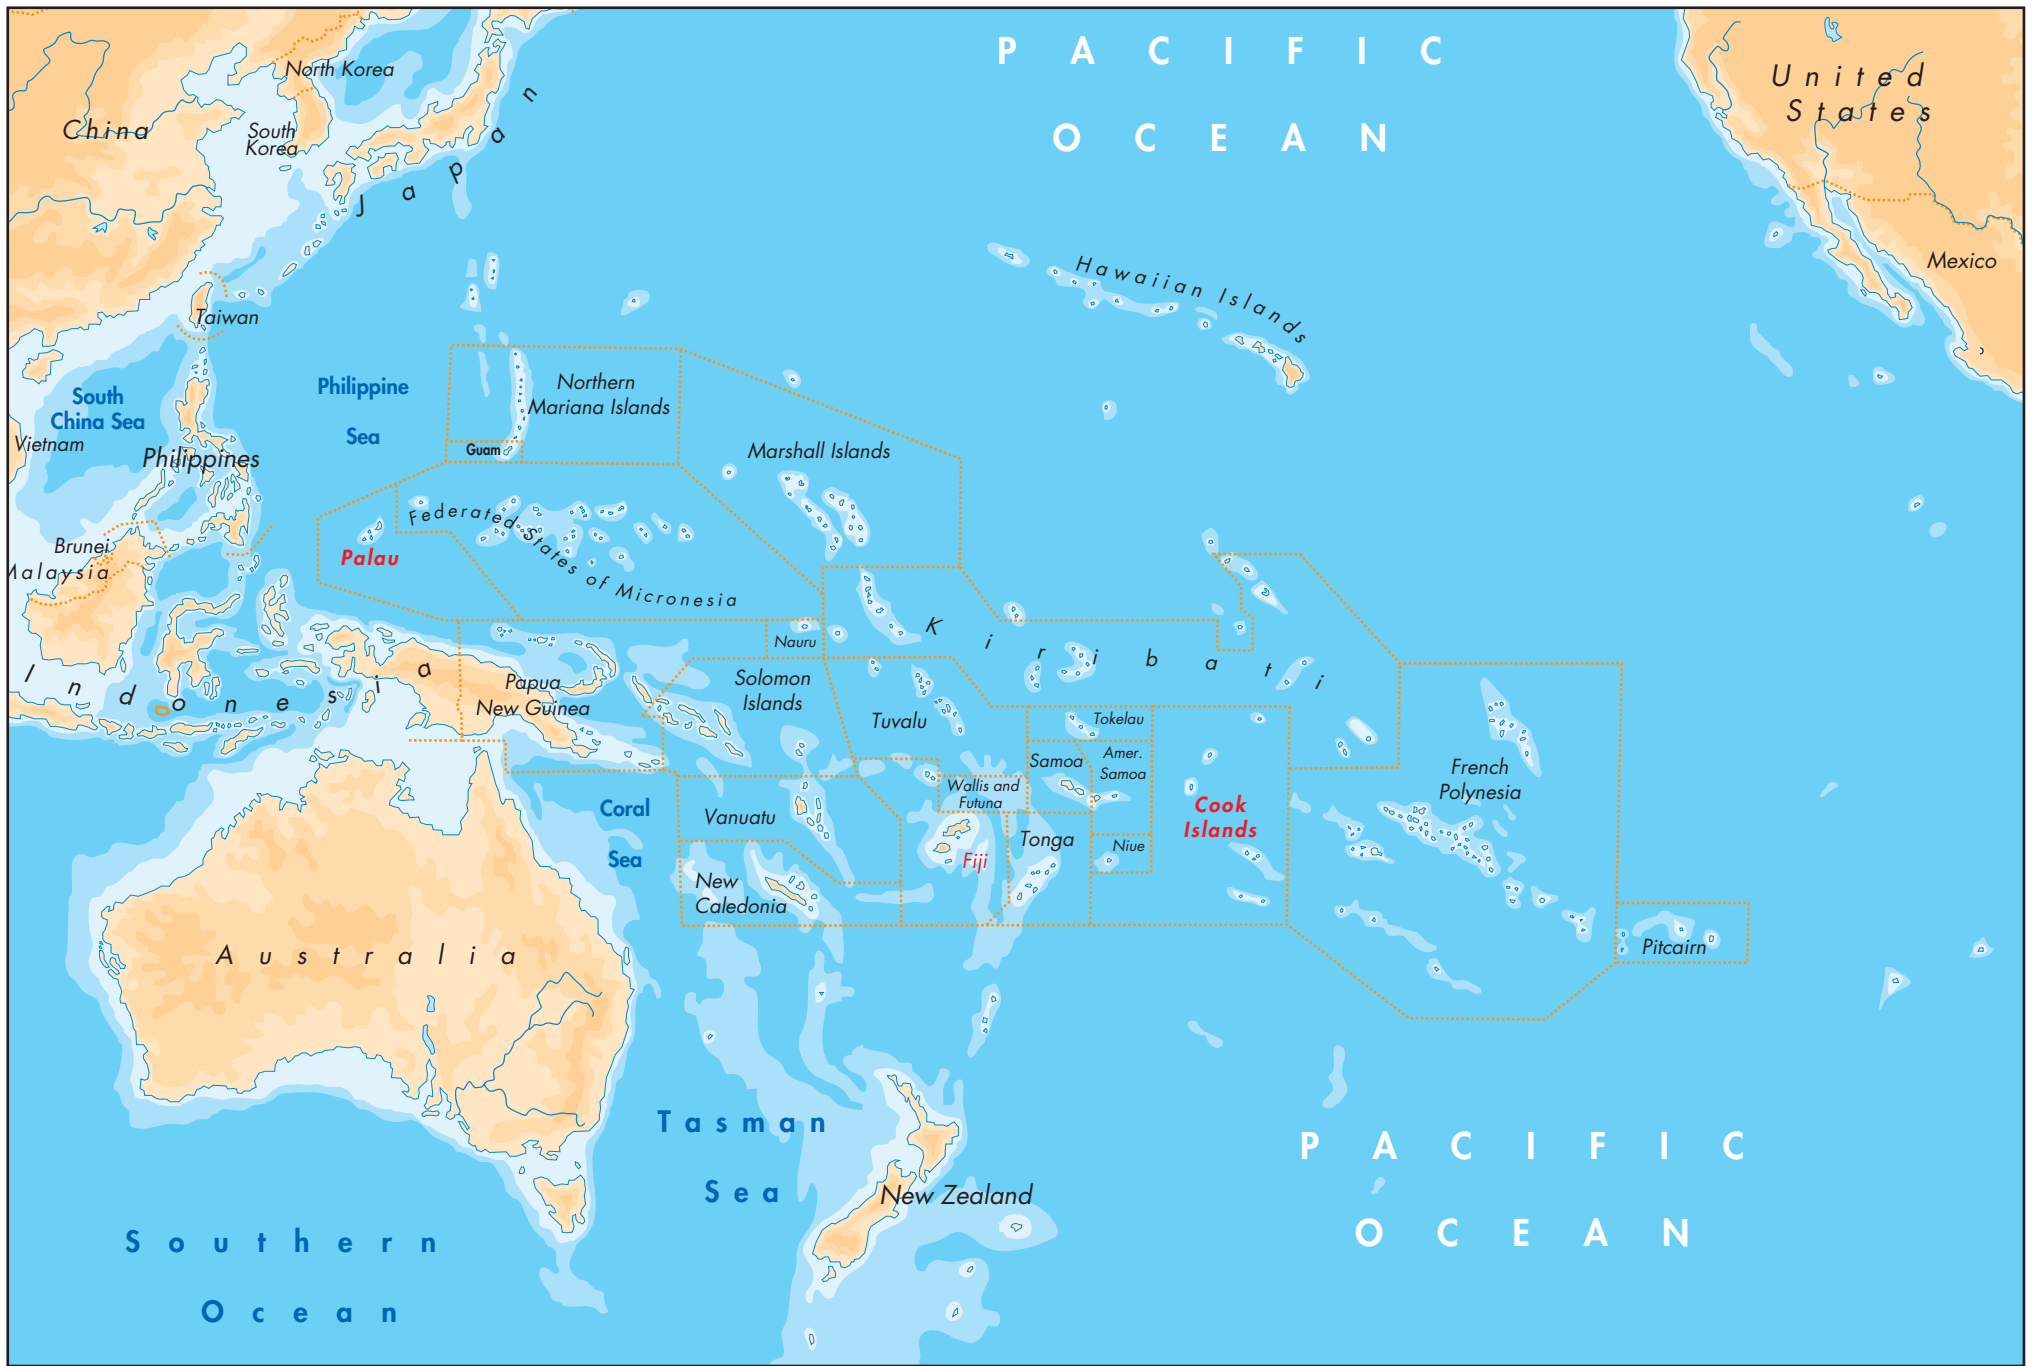 PACIFIC
OCEAN
United
States
North Korea
China
South
Korea
Japan
Mexico
Hawaiian Islands
Taiwan
Philippine
Sea
South
China Sea
Vietnam
Philippines
Northern
Mariana Islands
Guam
Marshall Islands
Federated States of Micronesia
Palau
Brunei
Malaysia
Kiribati
Nauru
Indonesia
Papua
New Guinea
Solomon
Islands
Tuvalu
Tokelau
Samoa
Amer.
Samoa
Wallis and
Futuna
French
Polynesia
Cook
Islands
Coral
Sea
Vanuatu
Fiji
Tonga
Niue
New
Caledonia
Pitcairn
Australia
Tasman
Sea
New Zealand
PACIFIC
OCEAN
Southern
Ocean